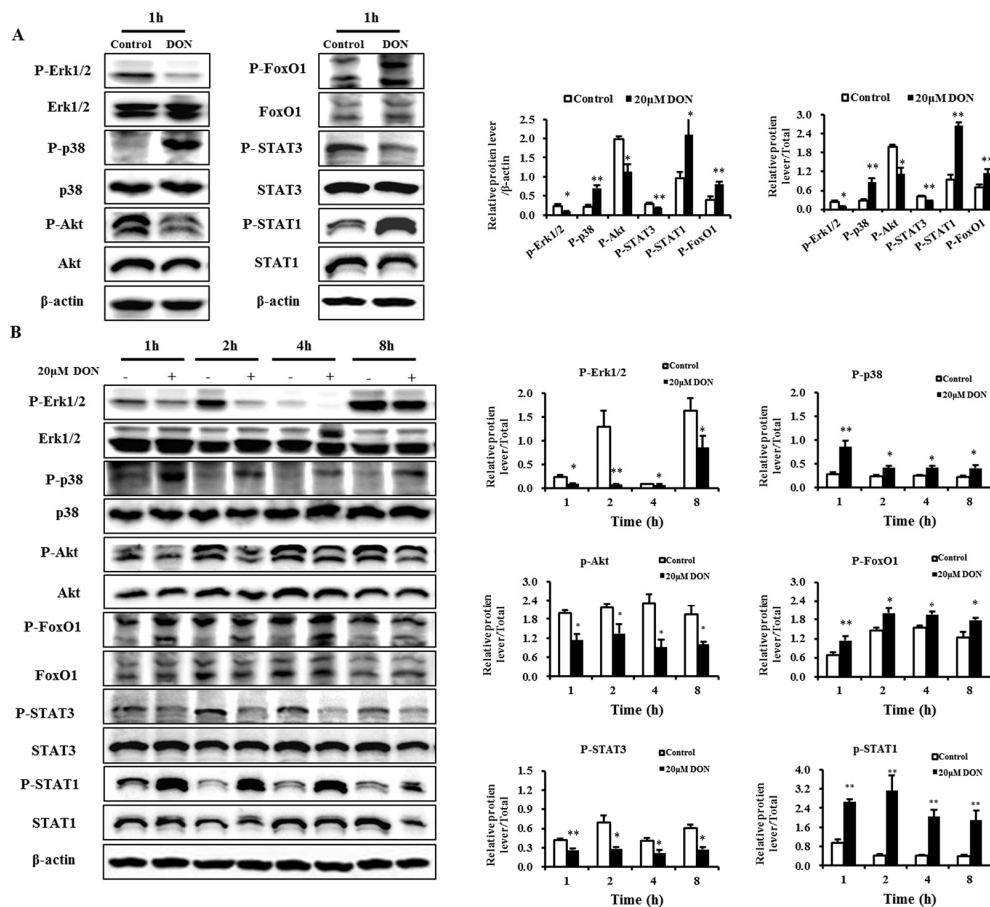 A
1h
Control DON
P-Erk1/2
Erk1/2
P-p38
p38
P-Akt
Akt
β-actin
1h
Control DON
P-FoxO1
FoxO1
P- STAT3
STAT3
P-STAT1
STAT1
Control 20μM DON
Relative protien lever
/β-actin
2.5
2.0
1.5
1.0
0.5
0.0
* ** * ** * **
p-Erk1/2 P-p38 P-Akt P-STAT3 P-STAT1 P-FoxO1
Control 20μM DON
Relative protien
lever/Total
3.0
2.4
1.8
1.2
0.6
0.0
* ** * ** ** **
p-Erk1/2 P-p38 P-Akt P-STAT3 P-STAT1 P-FoxO1
B
1h 2h 4h 8h
20μM DON - + - + - + - +
P-Erk1/2
Erk1/2
P-p38
p38
P-Akt
Akt
P-FoxO1
FoxO1
P-STAT3
STAT3
P-STAT1
STAT1
β-actin
P-Erk1/2
Control
20μM DON
Relative protien
lever/Total
2.0
1.5
1.0
0.5
0.0
* ** * *
1 2 4 8
Time (h)
P-p38
Control
20μM DON
Relative protien
lever/Total
2.0
1.5
1.0
0.5
0.0
** * * *
1 2 4 8
Time (h)
p-Akt
Control
20μM DON
Relative protien
lever/Total
3.0
2.4
1.8
1.2
0.6
0.0
* * * *
1 2 4 8
Time (h)
P-FoxO1
Control
20μM DON
Relative protien
lever/Total
3.0
2.4
1.8
1.2
0.6
0.0
** * * *
1 2 4 8
Time (h)
P-STAT3
Control
20μM DON
Relative protien
lever/Total
1.5
1.2
0.9
0.6
0.3
0.0
** * * *
1 2 4 8
Time (h)
p-STAT1
Control
20μM DON
Relative protien
lever/Total
4.0
3.6
2.4
1.2
0.0
** ** ** **
1 2 4 8
Time (h)